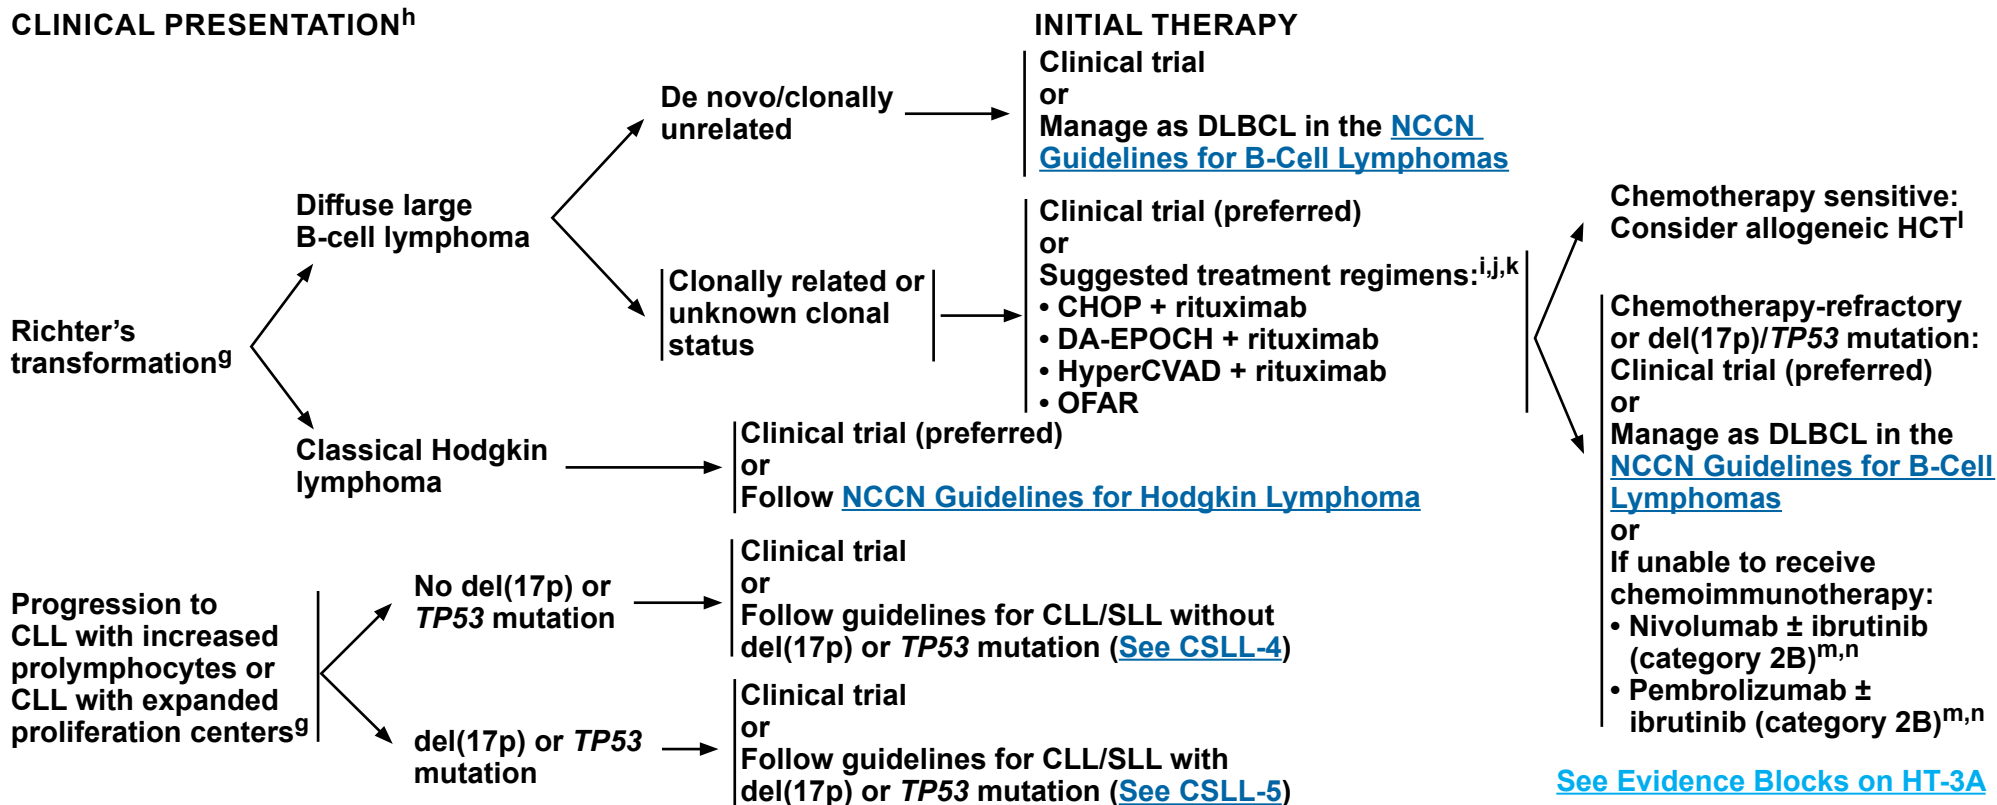 CLINICAL PRESENTATIONh
INITIAL THERAPY
De novo/clonally
unrelated
Clinical trial
or
Manage as DLBCL in the NCCN
Guidelines for B-Cell Lymphomas
Diffuse large
B-cell lymphoma
Clonally related or
unknown clonal
status
Clinical trial (preferred)
or
Suggested treatment regimens:i,j,k
• CHOP + rituximab
• DA-EPOCH + rituximab
• HyperCVAD + rituximab
• OFAR
Chemotherapy sensitive:
Consider allogeneic HCTl
Chemotherapy-refractory
or del(17p)/TP53 mutation:
Clinical trial (preferred)
or
Manage as DLBCL in the
NCCN Guidelines for B-Cell
Lymphomas
or
If unable to receive
chemoimmunotherapy:
• Nivolumab ± ibrutinib
(category 2B)m,n
• Pembrolizumab ±
ibrutinib (category 2B)m,n
Richter’s
transformationg
Classical Hodgkin
lymphoma
Clinical trial (preferred)
or
Follow NCCN Guidelines for Hodgkin Lymphoma
Progression to
CLL with increased
prolymphocytes or
CLL with expanded
proliferation centersg
No del(17p) or
TP53 mutation
Clinical trial
or
Follow guidelines for CLL/SLL without
del(17p) or TP53 mutation (See CSLL-4)
del(17p) or TP53
mutation
Clinical trial
or
Follow guidelines for CLL/SLL with
del(17p) or TP53 mutation (See CSLL-5)
See Evidence Blocks on HT-3A